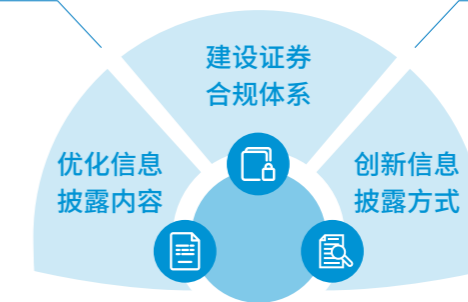 建设证券
合规体系
优化信息
披露内容
创新信息
披露方式